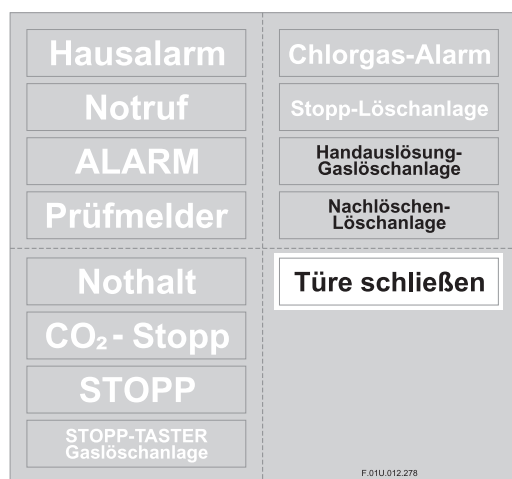 Hausalarm
Notruf
ALARM
Prüfmelder
Chlorgas-Alarm
Stopp-Löschanlage
Handauslösung-
Gaslöschanlage
Nachlöschen-
Löschanlage
Nothalt
CO₂ - Stopp
STOPP
STOPP-TASTER
Gaslöschanlage
Türe schließen
F.01U.012.278